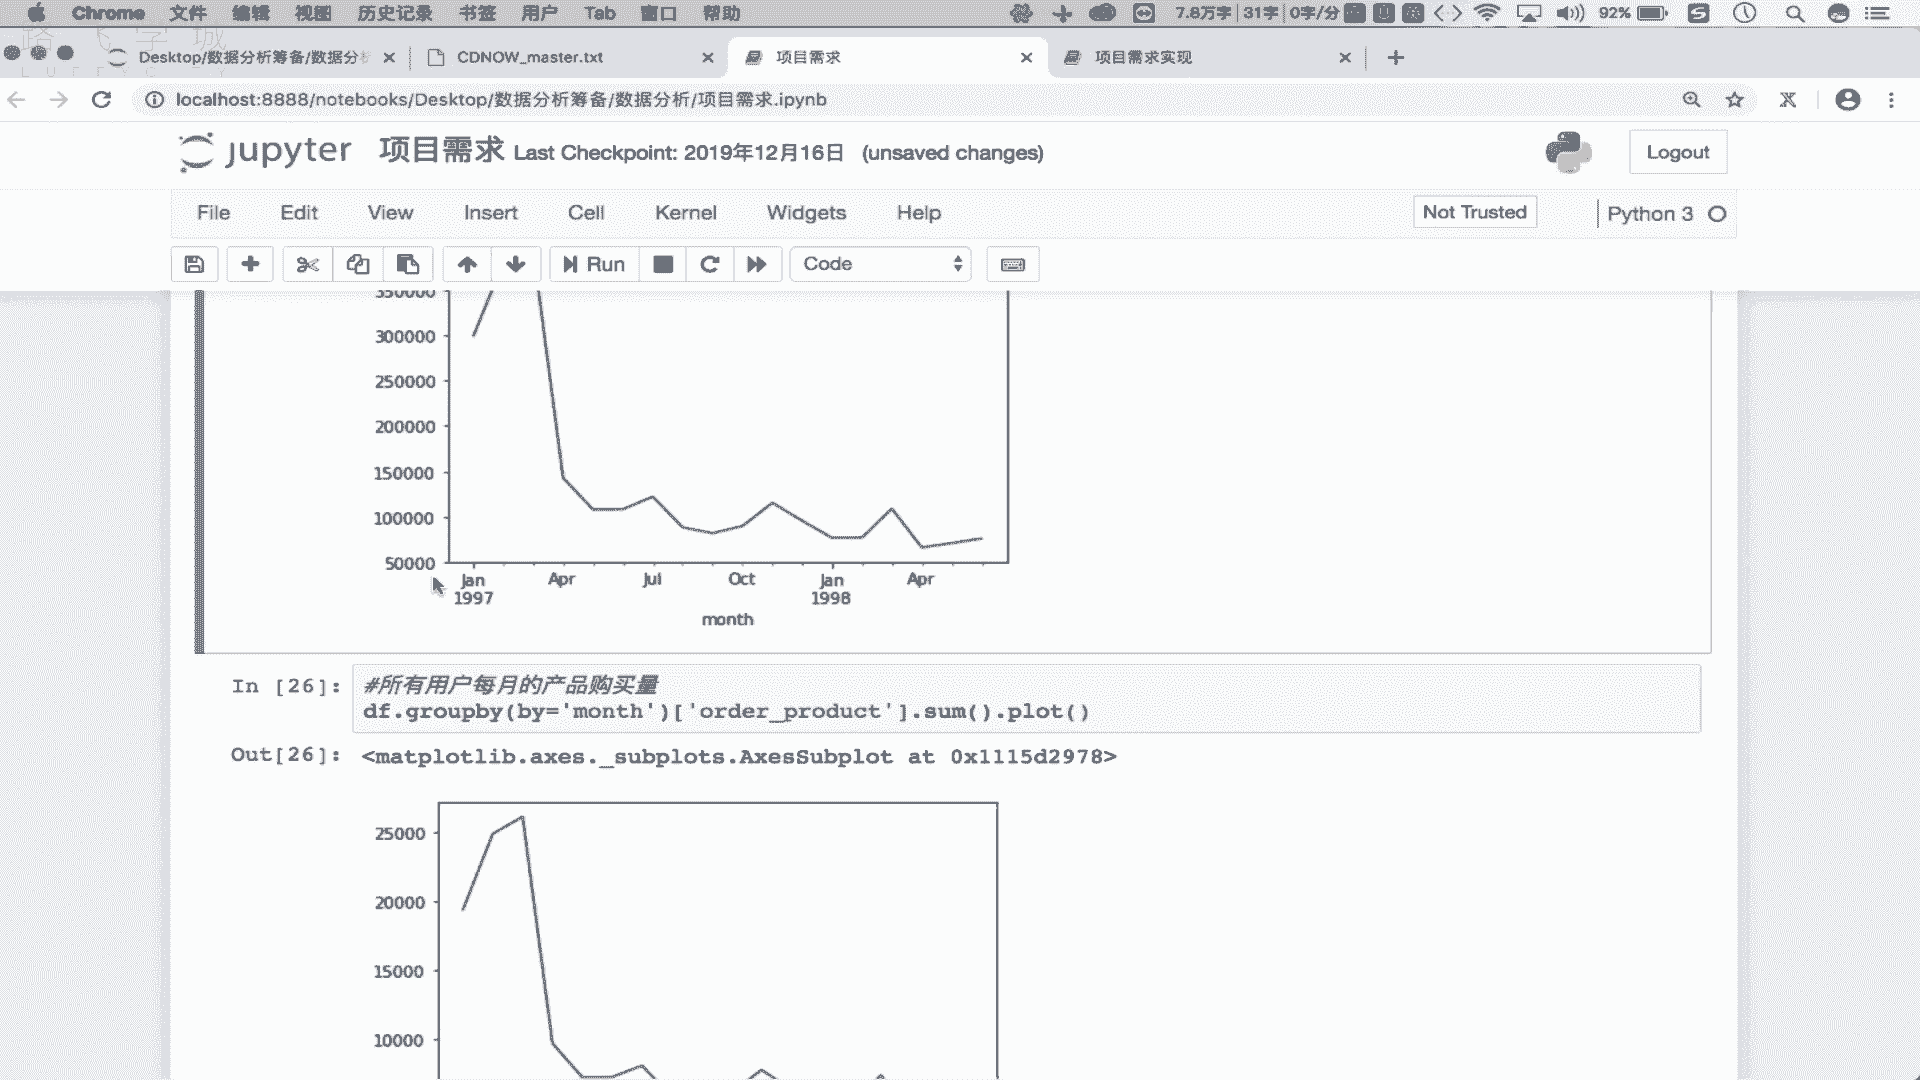 Chrome 文件 编辑 视图 历史记录 书签 用户 Tab 窗口 帮助 7.8万字 31字 0字/分 92%
Desktop/数据分析筹备/数据分析 CDNOW_master.txt 项目需求 项目需求实现
localhost:8888/notebooks/Desktop/数据分析筹备/数据分析/项目需求.ipynb
jupyter 项目需求 Last Checkpoint: 2019年12月16日 (unsaved changes) Logout
File Edit View Insert Cell Kernel Widgets Help Not Trusted Python 3
Run Code
350000
300000
250000
200000
150000
100000
50000
Jan Apr Jul Oct Jan Apr
1997 1998
month
In [26]: #所有用户每月的产品购买量
df.groupby(by='month')['order_product'].sum().plot()
Out[26]: <matplotlib.axes._subplots.AxesSubplot at 0x1115d2978>
25000
20000
15000
10000